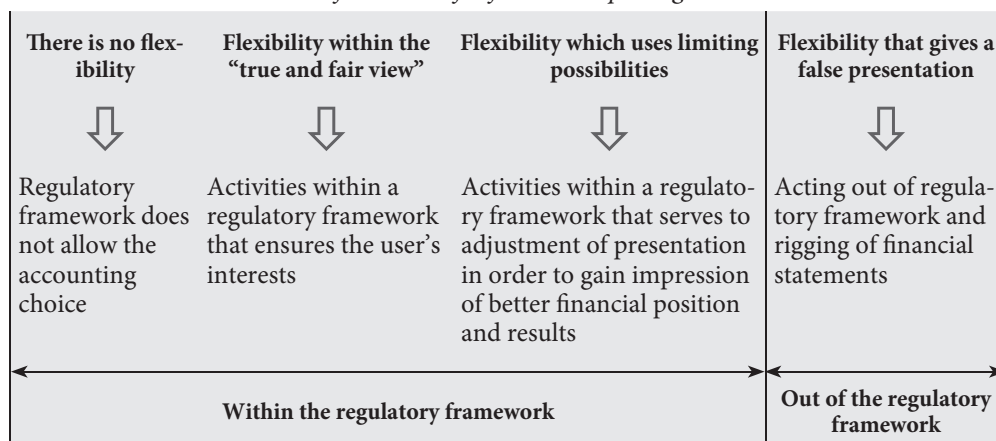 There is no flex-
ibility
Regulatory
framework does
not allow the
accounting
choice
Flexibility within the
“true and fair view”
Activities within a
regulatory framework
that ensures the user’s
interests
Flexibility which uses limiting
possibilities
Activities within a regulato-
ry framework that serves to
adjustment of presentation
in order to gain impression
of better financial position
and results
Flexibility that gives a
false presentation
Acting out of regula-
tory framework and
rigging of financial
statements
Within the regulatory framework
Out of the regulatory
framework